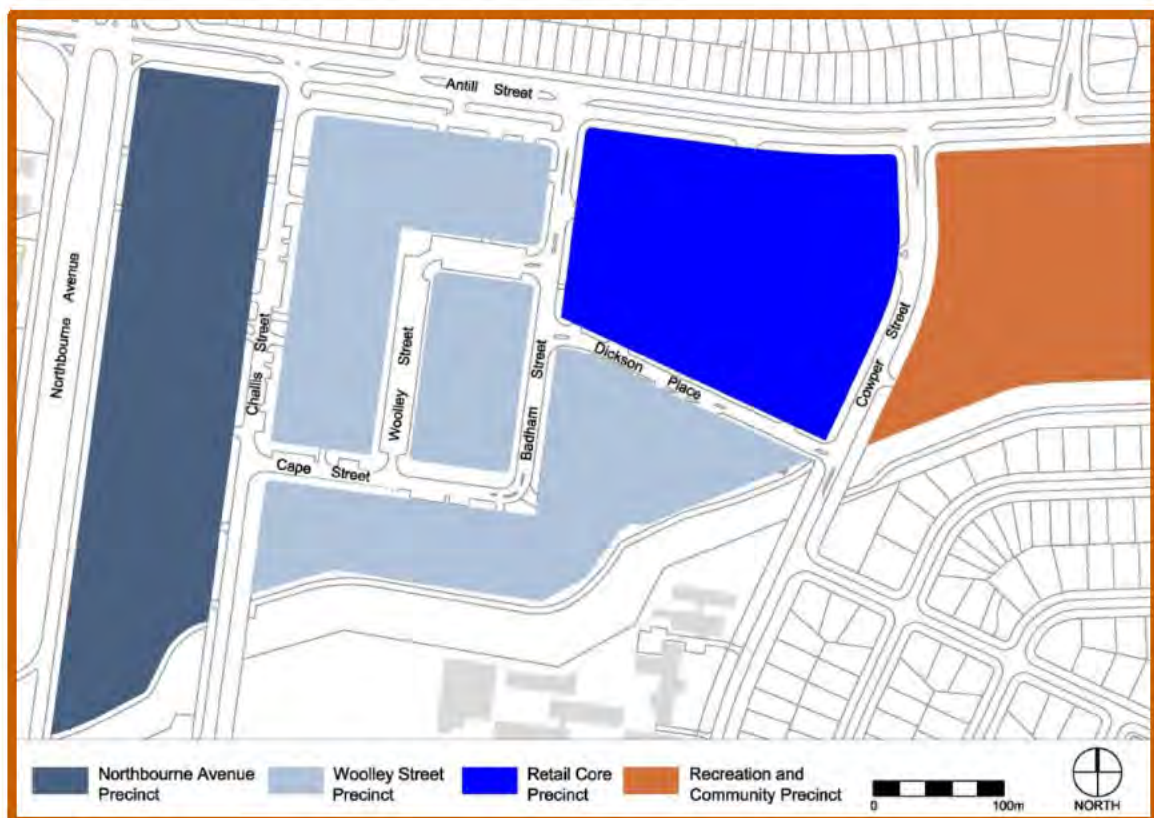 Antill Street
Northbourne Avenue
Challis Street
Woolley Street
Badham Street
Dickson Place
Cowper Street
Cape Street
Northbourne Avenue
Precinct
Woolley Street
Precinct
Retail Core
Precinct
Recreation and
Community Precinct
0 100m
NORTH